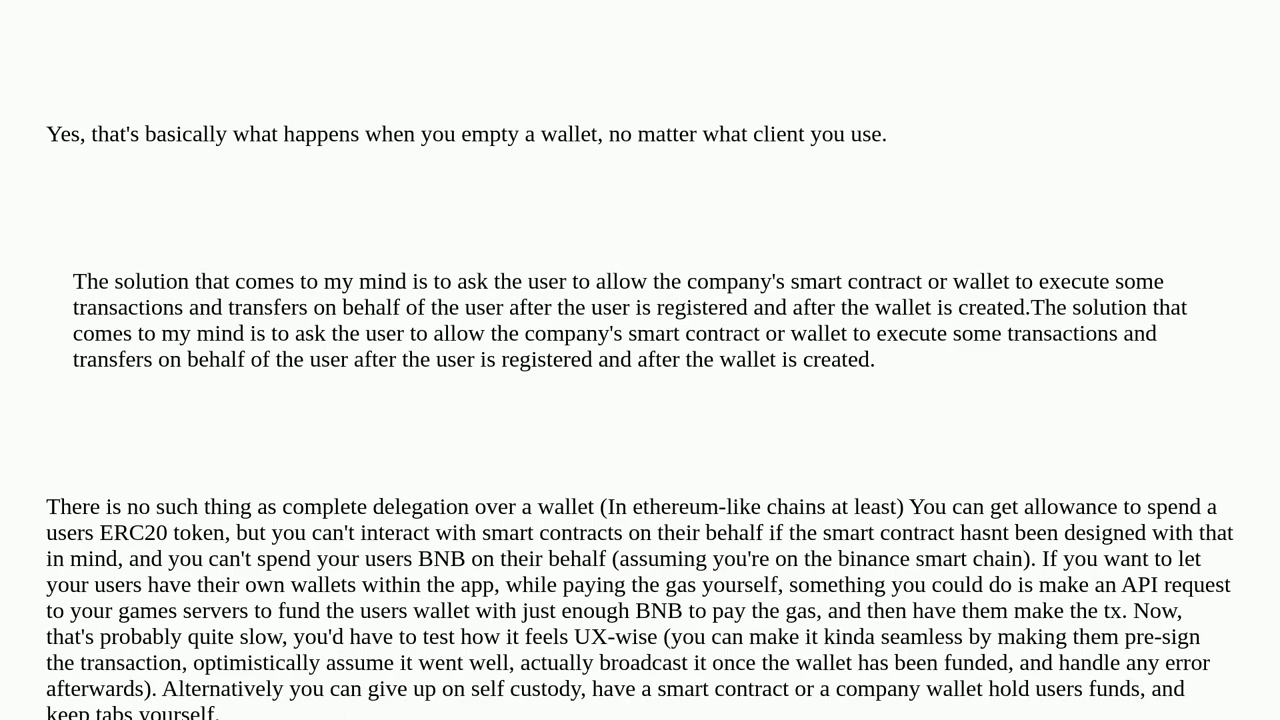 Yes, that's basically what happens when you empty a wallet, no matter what client you use.
The solution that comes to my mind is to ask the user to allow the company's smart contract or wallet to execute some
transactions and transfers on behalf of the user after the user is registered and after the wallet is created.The solution that
comes to my mind is to ask the user to allow the company's smart contract or wallet to execute some transactions and
transfers on behalf of the user after the user is registered and after the wallet is created.
There is no such thing as complete delegation over a wallet (In ethereum-like chains at least) You can get allowance to spend a
users ERC20 token, but you can't interact with smart contracts on their behalf if the smart contract hasnt been designed with that
in mind, and you can't spend your users BNB on their behalf (assuming you're on the binance smart chain). If you want to let
your users have their own wallets within the app, while paying the gas yourself, something you could do is make an API request
to your games servers to fund the users wallet with just enough BNB to pay the gas, and then have them make the tx. Now,
that's probably quite slow, you'd have to test how it feels UX-wise (you can make it kinda seamless by making them pre-sign
the transaction, optimistically assume it went well, actually broadcast it once the wallet has been funded, and handle any error
afterwards). Alternatively you can give up on self custody, have a smart contract or a company wallet hold users funds, and
keep tabs yourself.